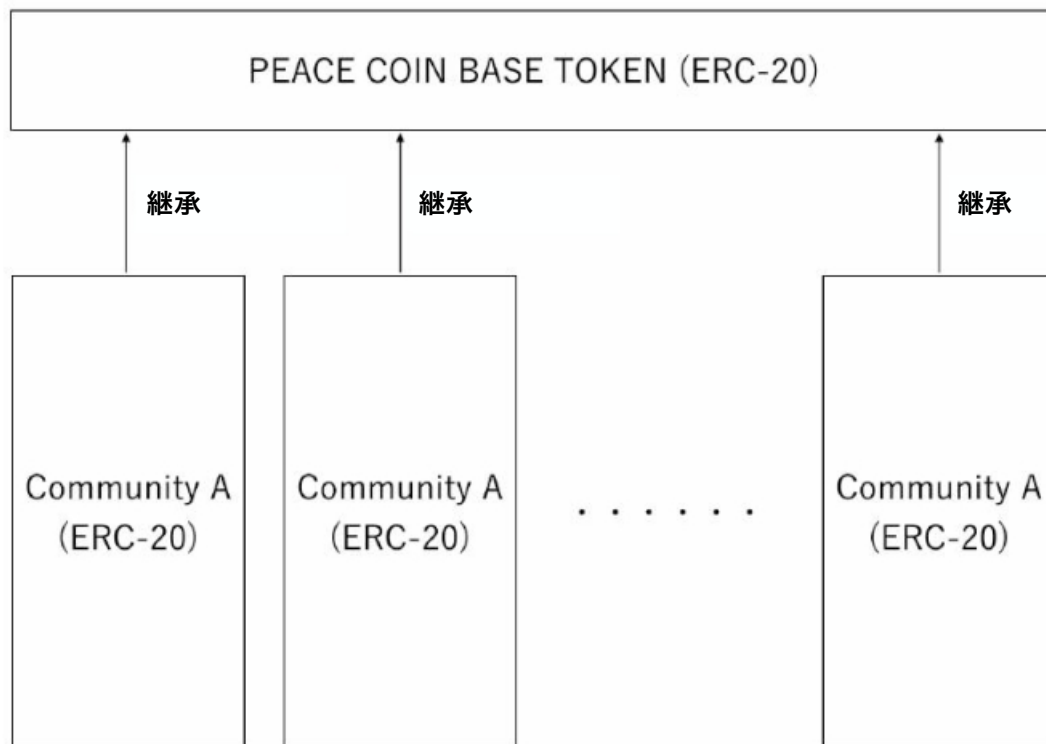 PEACE COIN BASE TOKEN (ERC-20)
継承
継承
継承
Community A
(ERC-20)
Community A
(ERC-20)
・・・・・・
Community A
(ERC-20)